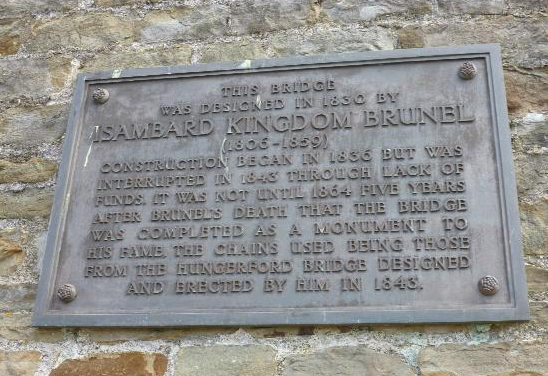 THIS BRIDGE
WAS DESIGNED IN 1830 BY
ISAMBARD KINGDOM BRUNEL
(1806-1859)
CONSTRUCTION BEGAN IN 1836 BUT WAS
INTERRUPTED IN 1843 THROUGH LACK OF
FUNDS. IT WAS NOT UNTIL 1864 FIVE YEARS
AFTER BRUNEL'S DEATH THAT THE BRIDGE
WAS COMPLETED AS A MONUMENT TO
HIS FAME, THE CHAINS USED BEING THOSE
FROM THE HUNGERFORD BRIDGE DESIGNED
AND ERECTED BY HIM IN 1843.